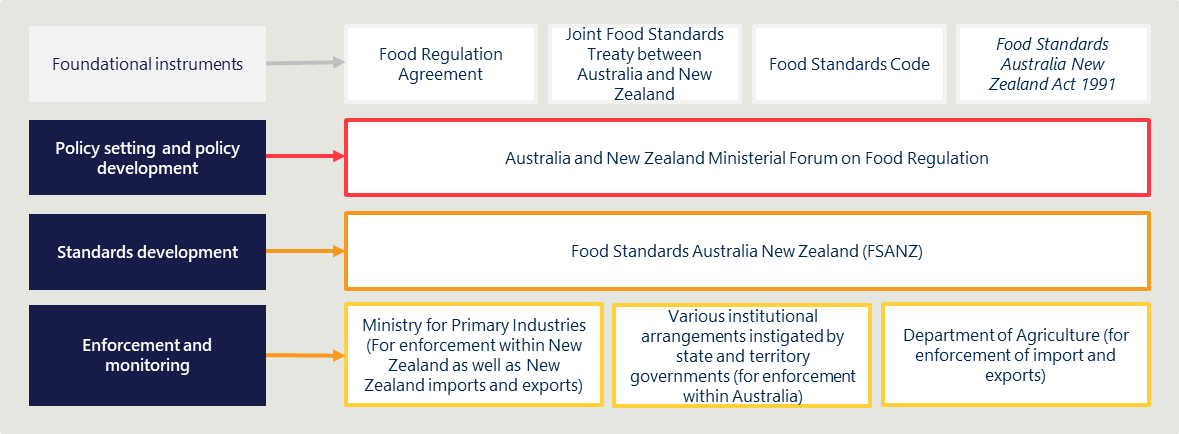 Foundational instruments
Food Regulation
Agreement
Joint Food Standards
Treaty between
Australia and New
Zealand
Food Standards Code
Food Standards
Australia New
Zealand Act 1991
Policy setting and policy
development
Australia and New Zealand Ministerial Forum on Food Regulation
Standards development
Food Standards Australia New Zealand (FSANZ)
Enforcement and
monitoring
Ministry for Primary Industries
(For enforcement within New
Zealand as well as New
Zealand imports and exports)
Various institutional
arrangements instigated by
state and territory
governments (for enforcement
within Australia)
Department of Agriculture (for
enforcement of import and
exports)